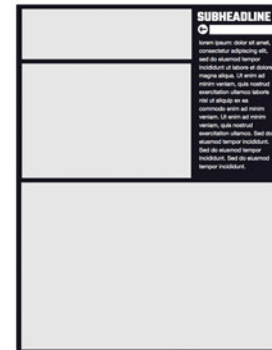 SUBHEADLINE
lorem ipsum: dolor sit amet,
consectetur adipiscing elit,
sed do eiusmod tempor
incididunt ut labore et dolore
magna aliqua. Ut enim ad
minim veniam, quis nostrud
exercitation ullamco laboris
nisi ut aliquip ex ea
commodo enim ad minim
veniam. Ut enim ad minim
veniam, quis nostrud
exercitation ullamco. Sed do
eiusmod tempor incididunt.
Sed do eiusmod tempor
incididunt. Sed do eiusmod
tempor incididunt.